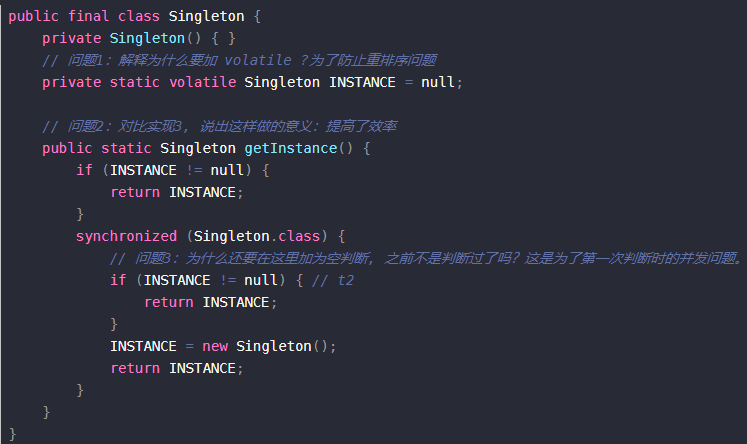 public final class Singleton {
    private Singleton() { }
    // 问题1：解释为什么要加 volatile ?为了防止重排序问题
    private static volatile Singleton INSTANCE = null;

    // 问题2：对比实现3, 说出这样做的意义：提高了效率
    public static Singleton getInstance() {
        if (INSTANCE != null) {
            return INSTANCE;
        }
        synchronized (Singleton.class) {
            // 问题3：为什么还要在这里加为空判断, 之前不是判断过了吗？这是为了第一次判断时的并发问题。
            if (INSTANCE != null) { // t2
                return INSTANCE;
            }
            INSTANCE = new Singleton();
            return INSTANCE;
        }
    }
}